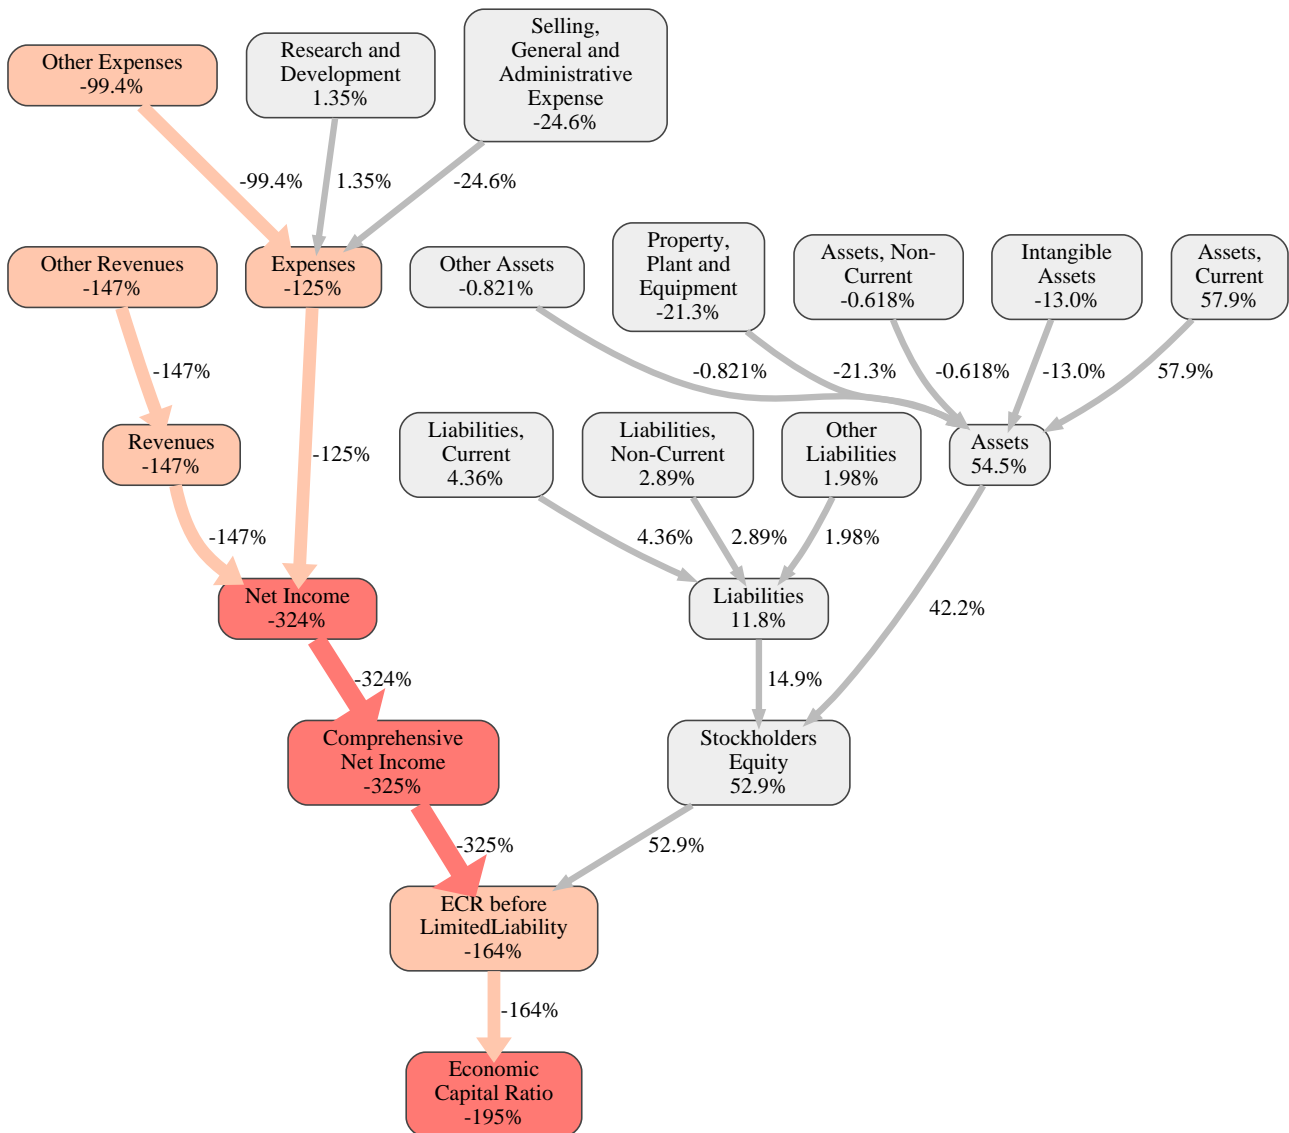 Other Expenses
-99.4%
Research and
Development
1.35%
Selling,
General and
Administrative
Expense
-24.6%
-99.4%
1.35%
-24.6%
Other Revenues
-147%
Expenses
-125%
Other Assets
-0.821%
Property,
Plant and
Equipment
-21.3%
Assets, Non-
Current
-0.618%
Intangible
Assets
-13.0%
Assets,
Current
57.9%
-147%
-0.821%
-21.3%
-0.618%
-13.0%
57.9%
Revenues
-147%
-125%
Liabilities,
Current
4.36%
Liabilities,
Non-Current
2.89%
Other
Liabilities
1.98%
Assets
54.5%
-147%
4.36%
2.89%
1.98%
Net Income
-324%
Liabilities
11.8%
42.2%
-324%
14.9%
Comprehensive
Net Income
-325%
Stockholders
Equity
52.9%
-325%
52.9%
ECR before
LimitedLiability
-164%
-164%
Economic
Capital Ratio
-195%